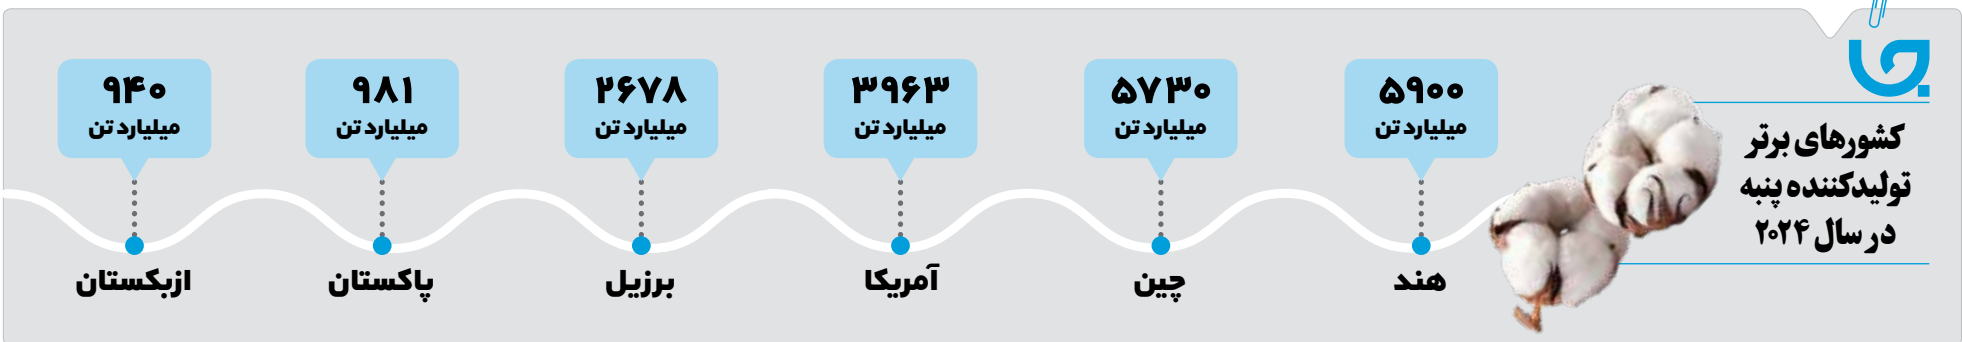 کشورهای برتر
تولیدکننده پنبه
در سال ۲۰۲۴
۵۹۰۰
میلیارد تن
هند
۵۷۳۰
میلیارد تن
چین
۳۹۶۳
میلیارد تن
آمریکا
۲۶۷۸
میلیارد تن
برزیل
۹۸۱
میلیارد تن
پاکستان
۹۴۰
میلیارد تن
ازبکستان